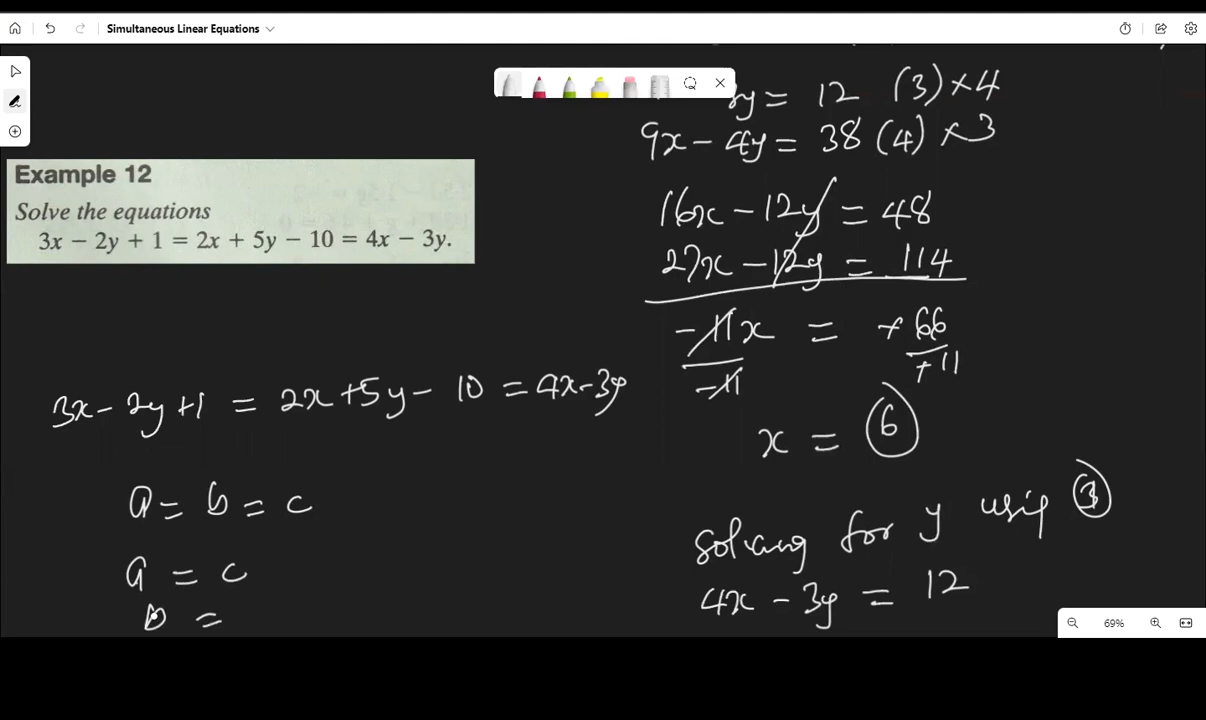 Simultaneous Linear Equations
Example 12
Solve the equations
3x − 2y + 1 = 2x + 5y − 10 = 4x − 3y.
3x - 2y + 1 = 2x + 5y - 10 = 4x - 3y
a = b = c
a = c
b =
y = 12 (3) × 4
9x - 4y = 38 (4) × 3
16x - 12y = 48
27x - 12y = 114
-11x = +66
-11 +11
x = 6
Solving for y using 3
4x - 3y = 12
69%